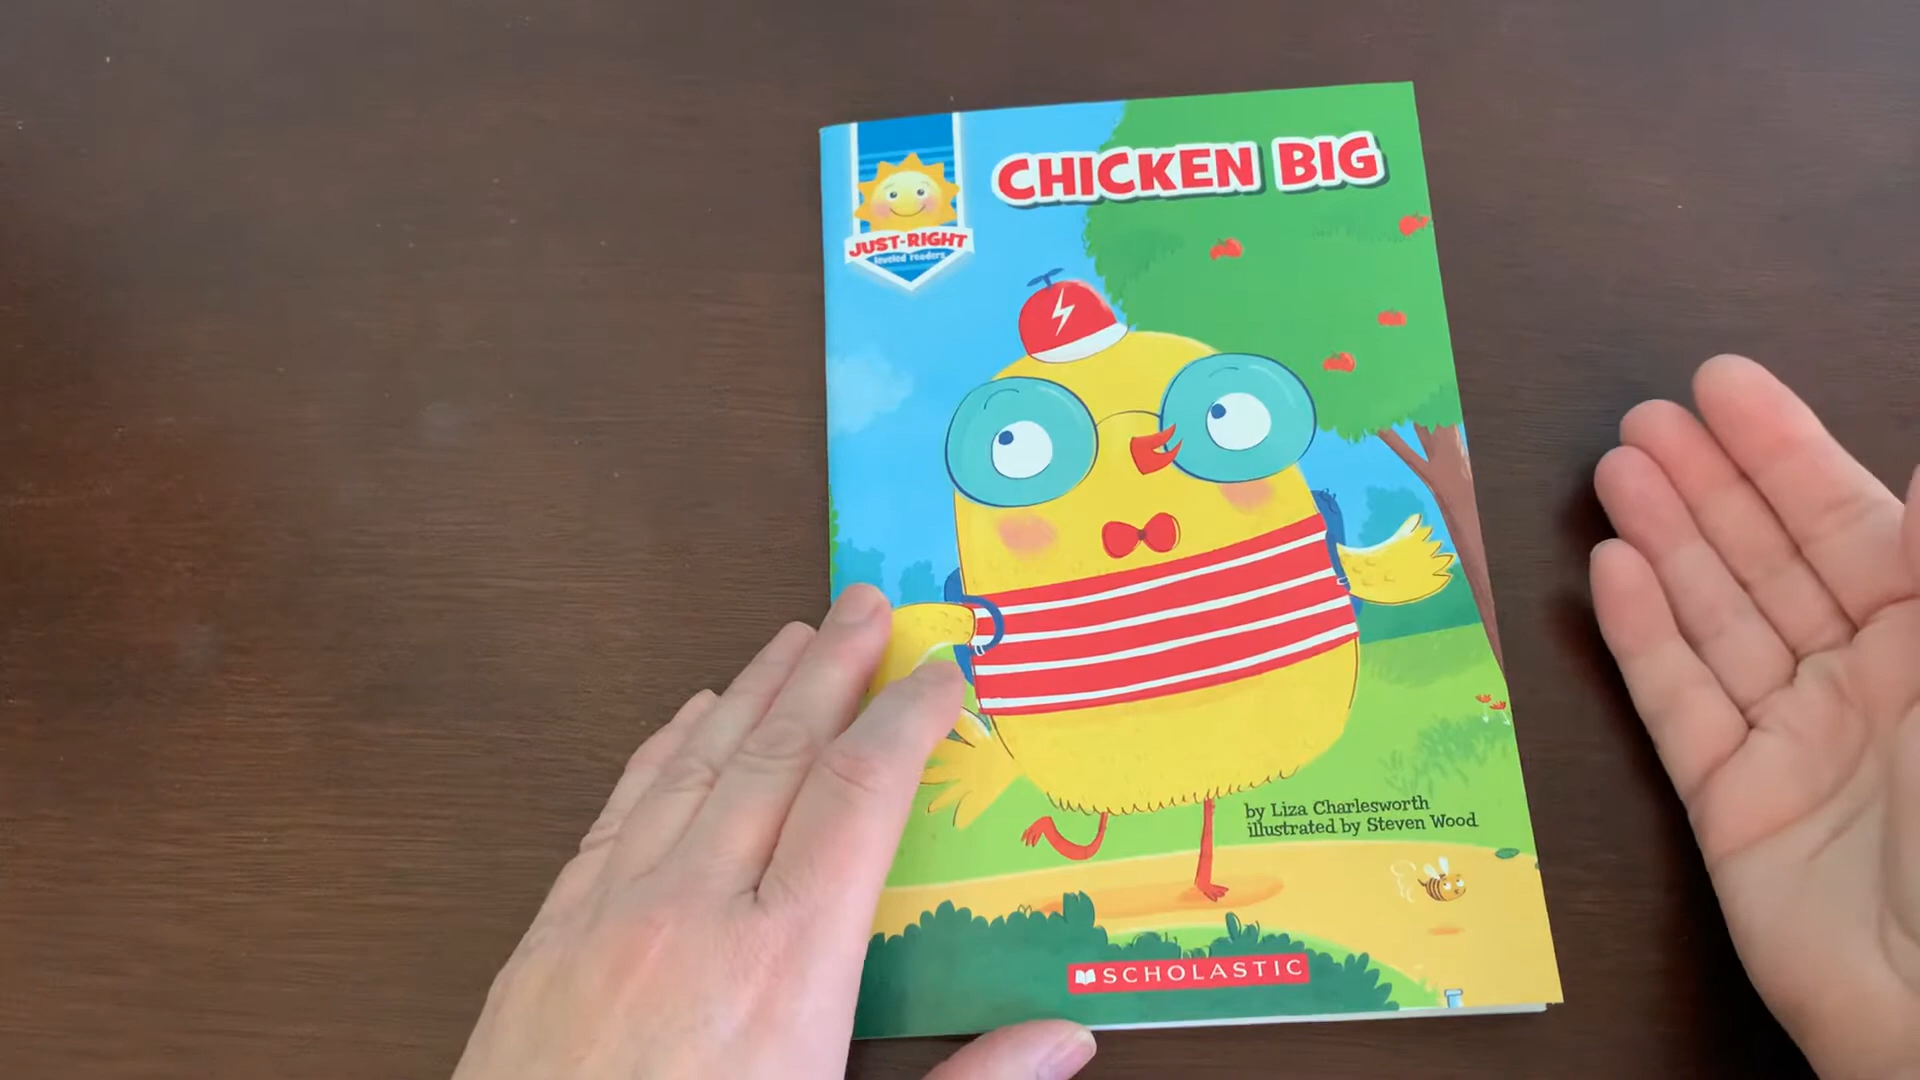 CHICKEN BIG
JUST-RIGHT
leveled readers
by Liza Charlesworth
illustrated by Steven Wood
SCHOLASTIC